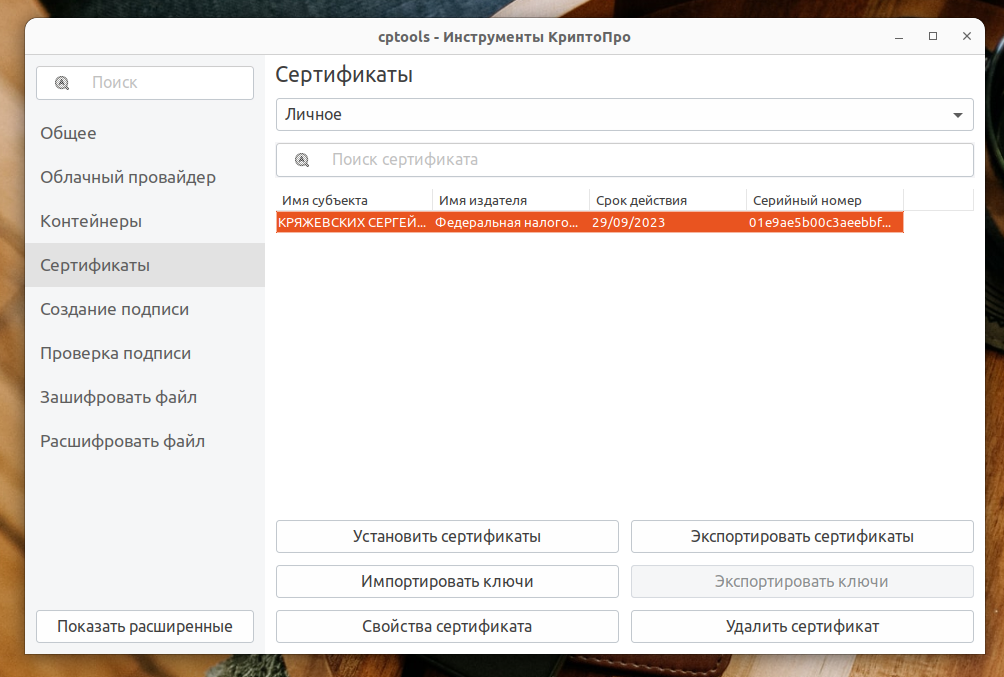 cptools - Инструменты КриптоПро
Поиск
Общее
Облачный провайдер
Контейнеры
Сертификаты
Создание подписи
Проверка подписи
Зашифровать файл
Расшифровать файл
Показать расширенные
Сертификаты
Личное
Поиск сертификата
Имя субъекта Имя издателя Срок действия Серийный номер
КРЯЖЕВСКИХ СЕРГЕЙ... Федеральная налого... 29/09/2023 01e9ae5b00c3aeebbf...
Установить сертификаты Экспортировать сертификаты
Импортировать ключи Экспортировать ключи
Свойства сертификата Удалить сертификат